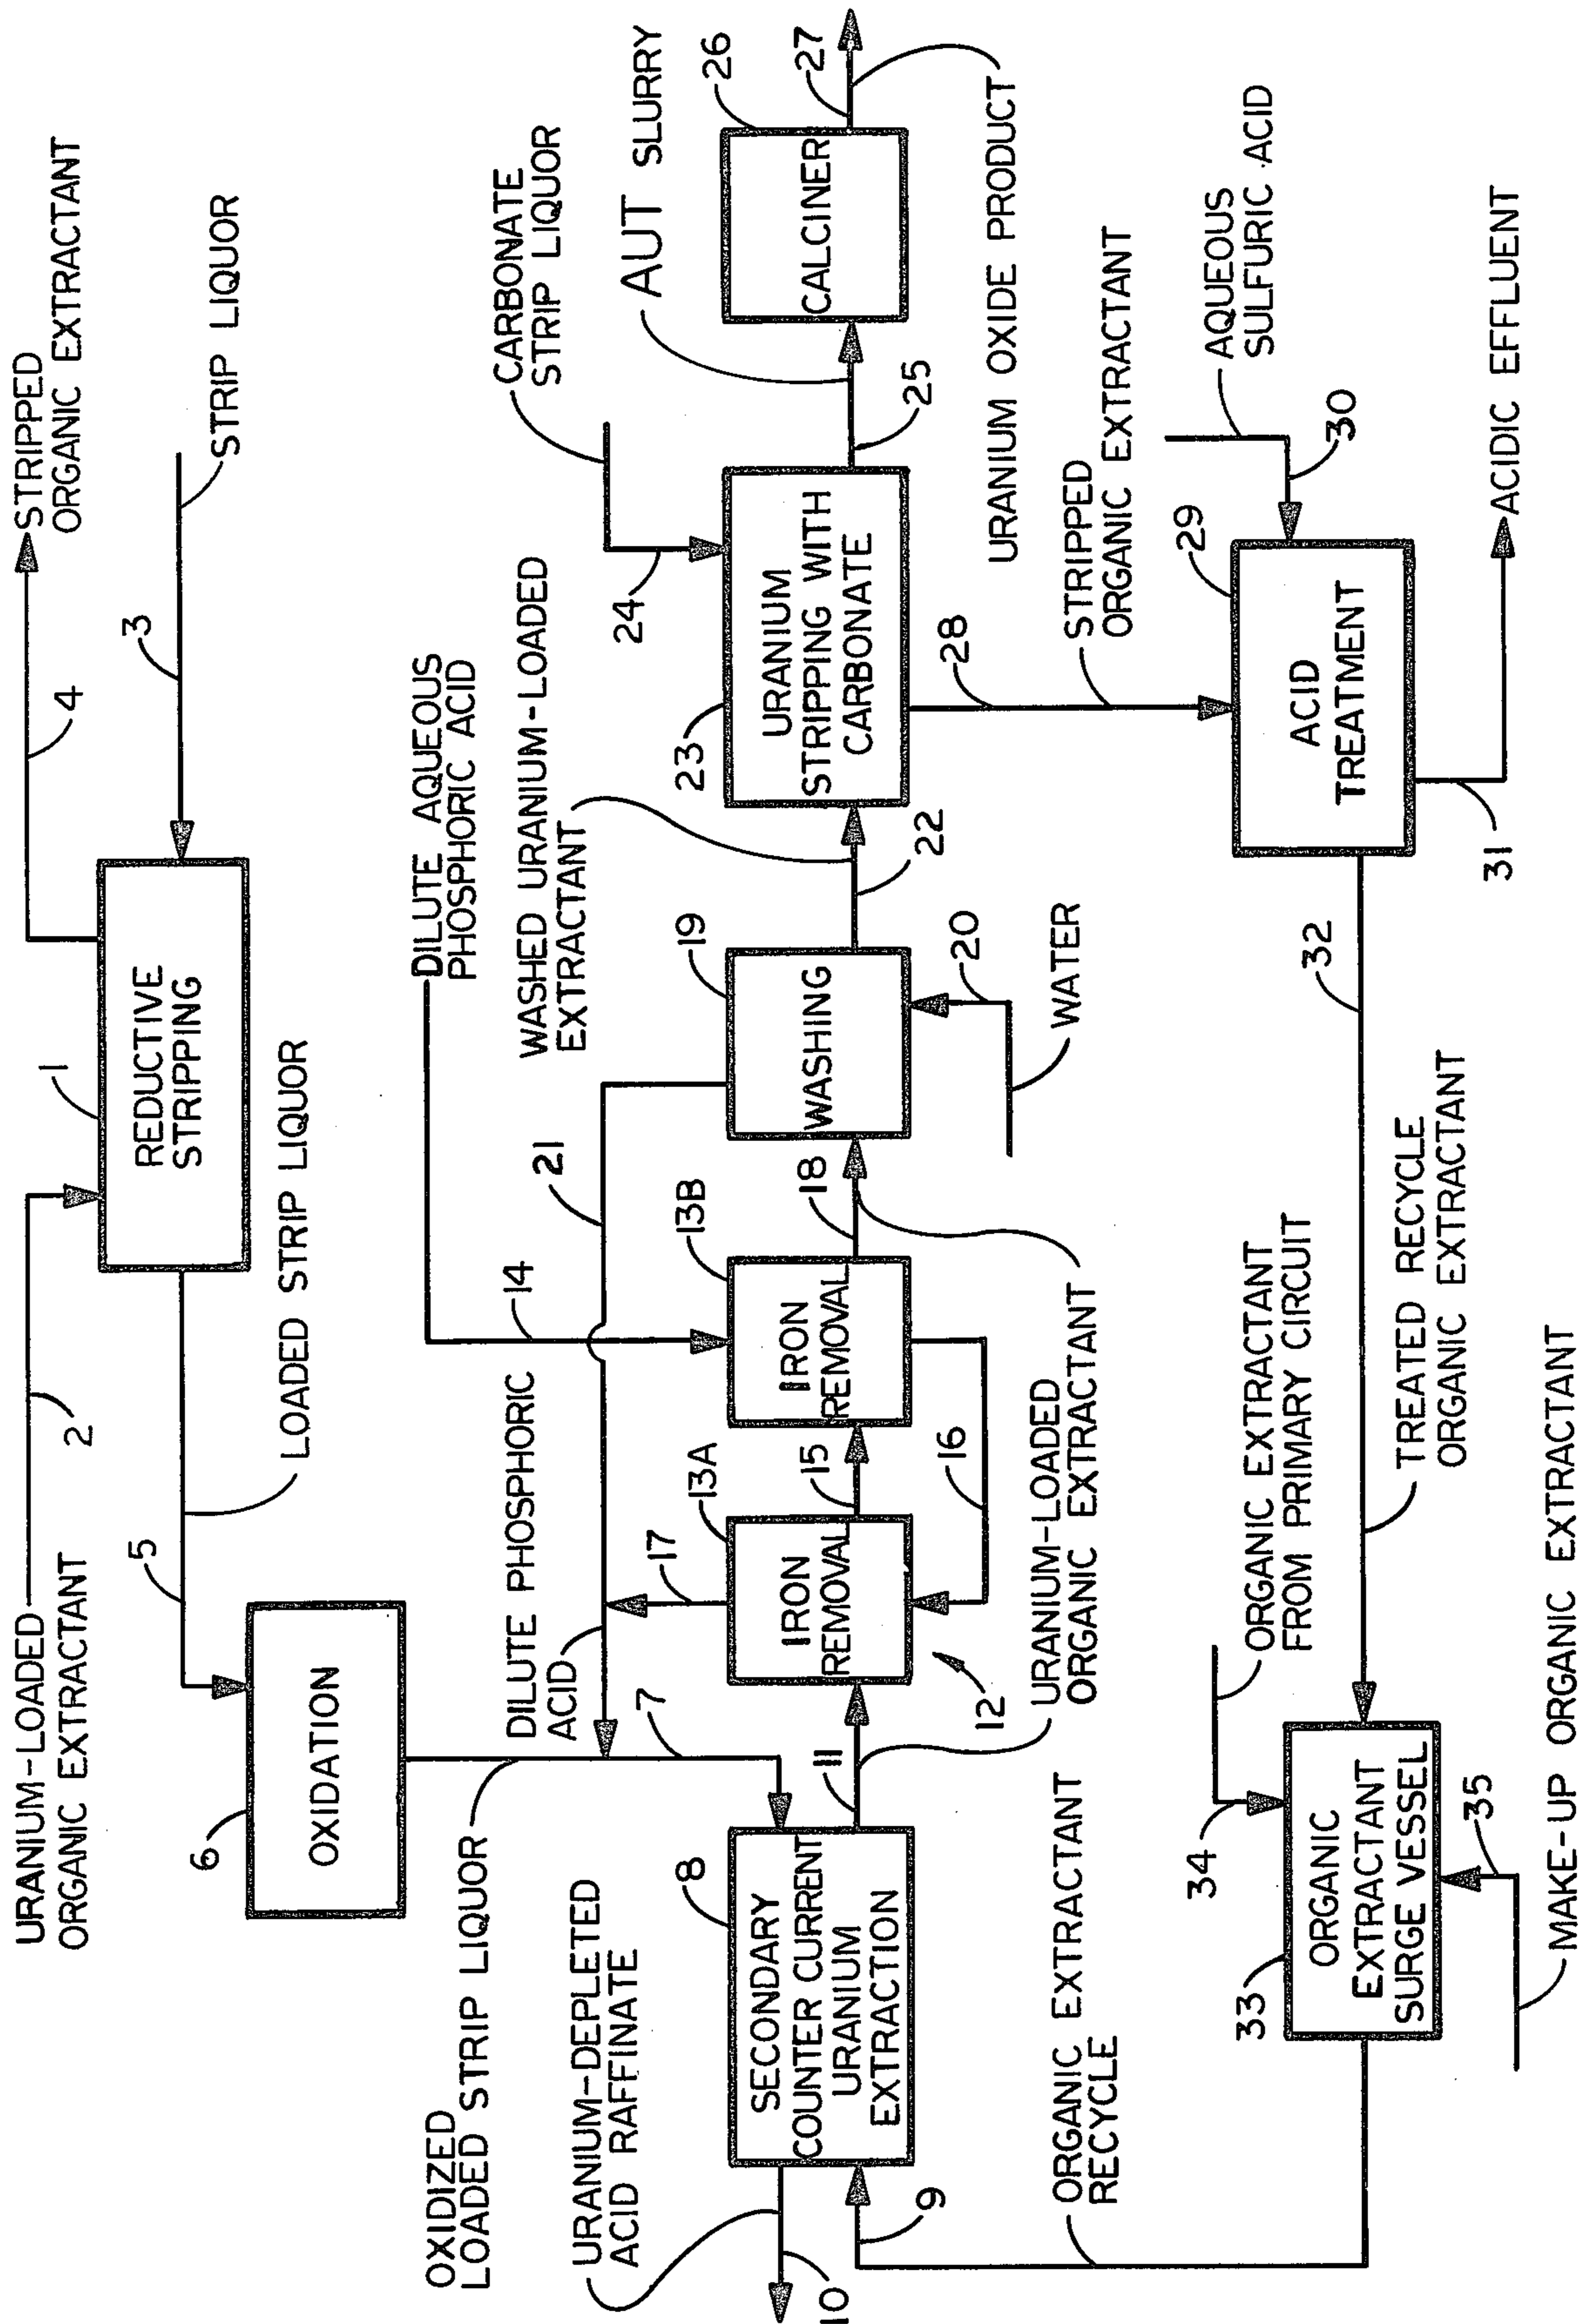 URANIUM-LOADED
ORGANIC EXTRACTANT
2
REDUCTIVE
STRIPPING
1
STRIPPED
ORGANIC EXTRACTANT
4
3
STRIP LIQUOR
5
LOADED STRIP LIQUOR
6
OXIDATION
OXIDIZED
LOADED STRIP LIQUOR
7
DILUTE PHOSPHORIC
ACID
21
14
DILUTE AQUEOUS
PHOSPHORIC ACID
URANIUM-DEPLETED
ACID RAFFINATE
10
8
SECONDARY
COUNTER CURRENT
URANIUM
EXTRACTION
9
11
12
13A
IRON
REMOVAL
17
15
16
13B
IRON
REMOVAL
18
URANIUM-LOADED
ORGANIC EXTRACTANT
19
WASHING
20
WATER
WASHED URANIUM-LOADED
EXTRACTANT
22
23
URANIUM
STRIPPING WITH
CARBONATE
24
CARBONATE
STRIP LIQUOR
25
AUT SLURRY
26
CALCINER
27
URANIUM OXIDE PRODUCT
28
STRIPPED
ORGANIC EXTRACTANT
29
ACID
TREATMENT
30
AQUEOUS
SULFURIC ACID
31
ACIDIC EFFLUENT
32
TREATED RECYCLE
ORGANIC EXTRACTANT
ORGANIC EXTRACTANT
FROM PRIMARY CIRCUIT
34
33
ORGANIC
EXTRACTANT
SURGE VESSEL
35
MAKE-UP ORGANIC EXTRACTANT
ORGANIC EXTRACTANT
RECYCLE